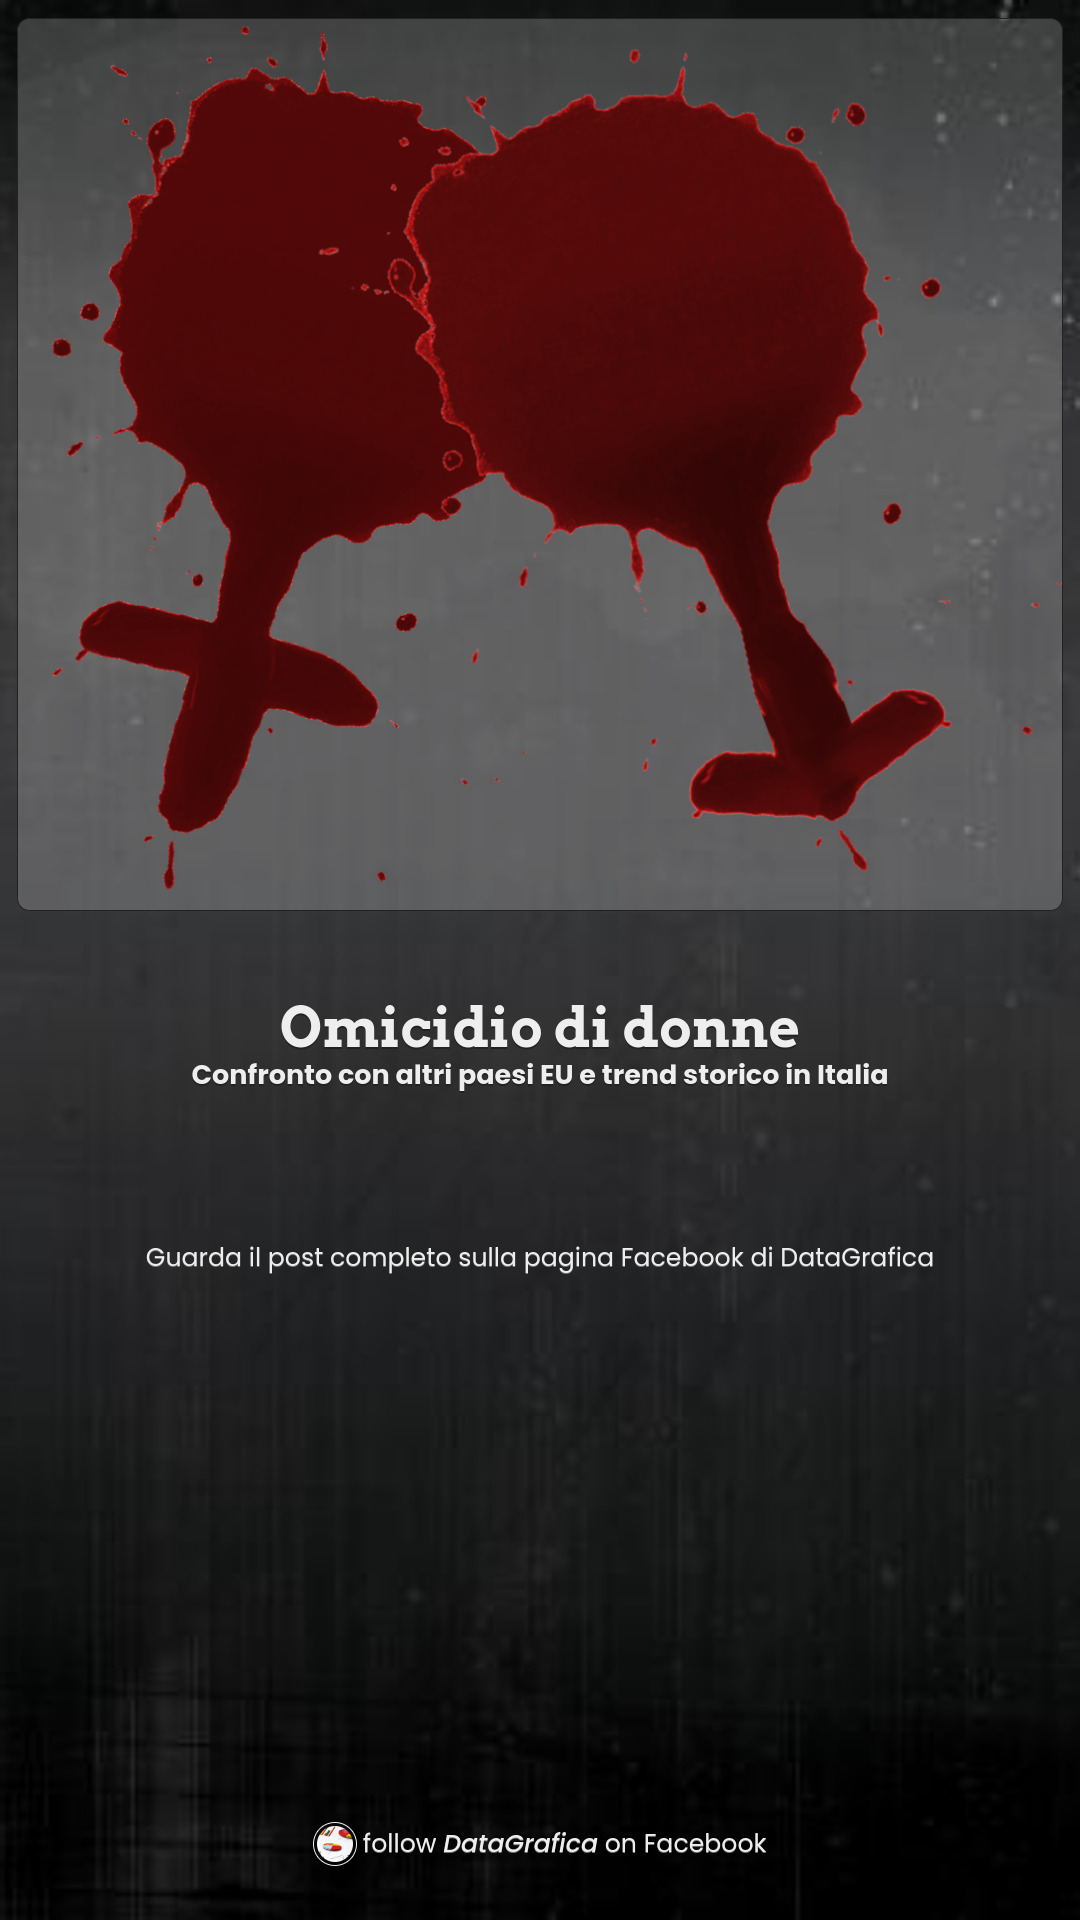 Omicidio di donne
Confronto con altri paesi EU e trend storico in Italia
Guarda il post completo sulla pagina Facebook di DataGrafica
follow DataGrafica on Facebook